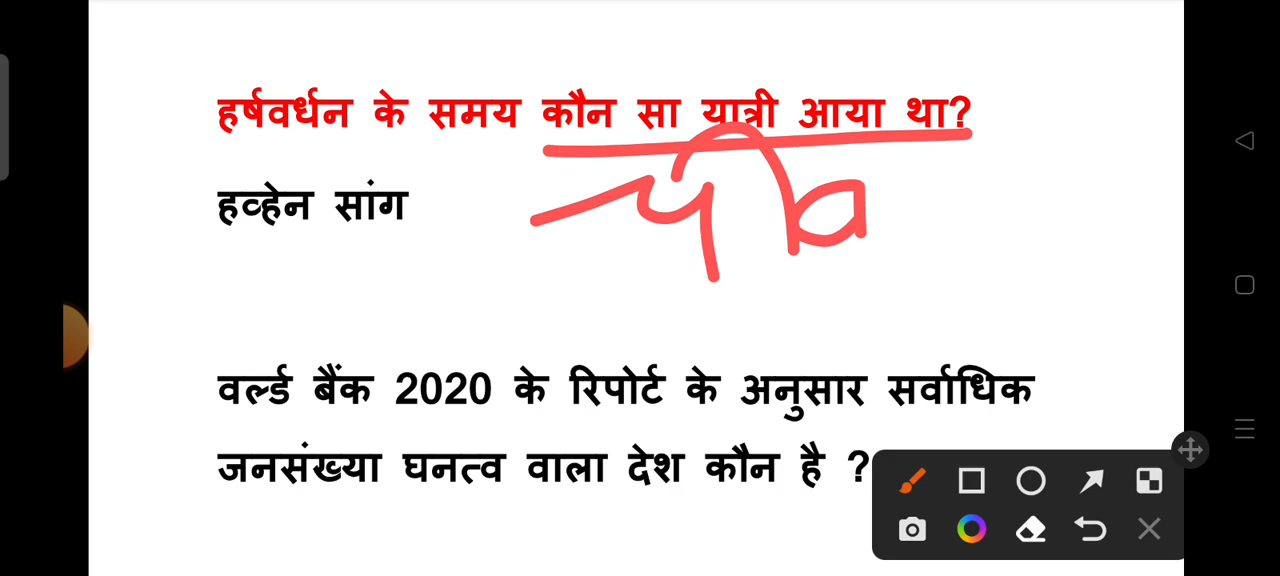 हर्षवर्धन के समय कौन सा यात्री आया था?
हव्हेन सांग
वर्ल्ड बैंक 2020 के रिपोर्ट के अनुसार सर्वाधिक
जनसंख्या घनत्व वाला देश कौन है ?